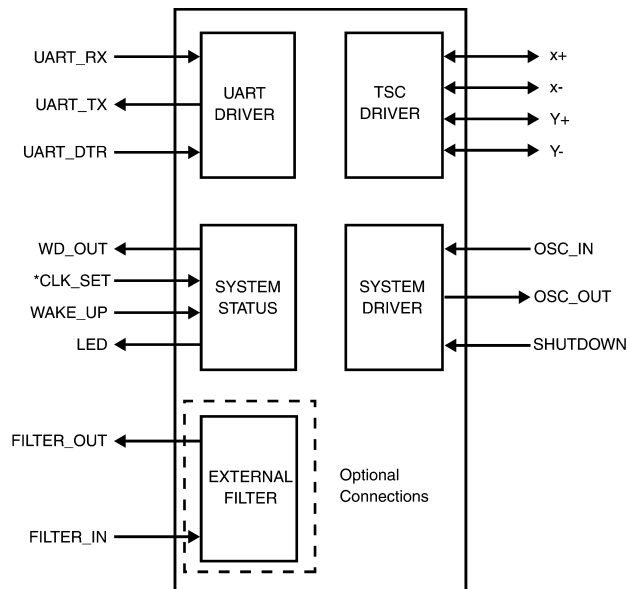 UART_RX
UART_TX
UART_DTR
UART
DRIVER
TSC
DRIVER
x+
x-
Y+
Y-
WD_OUT
*CLK_SET
WAKE_UP
LED
SYSTEM
STATUS
SYSTEM
DRIVER
OSC_IN
OSC_OUT
SHUTDOWN
FILTER_OUT
FILTER_IN
EXTERNAL
FILTER
Optional
Connections